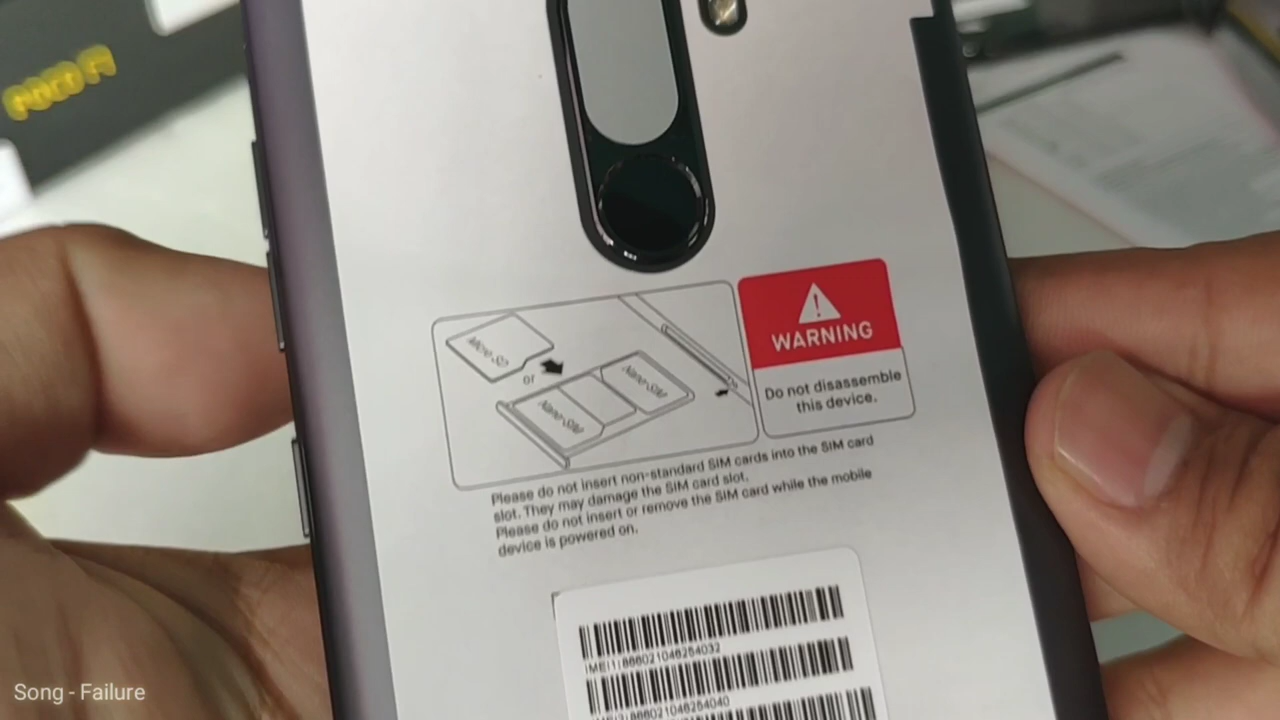 POCO F1
Micro SD
or
Nano-SIM
Nano-SIM
WARNING
Do not disassemble
this device.
Please do not insert non-standard SIM cards into the SIM card
slot. They may damage the SIM card slot.
Please do not insert or remove the SIM card while the mobile
device is powered on.
IMEI1:868021046254032
Song - Failure